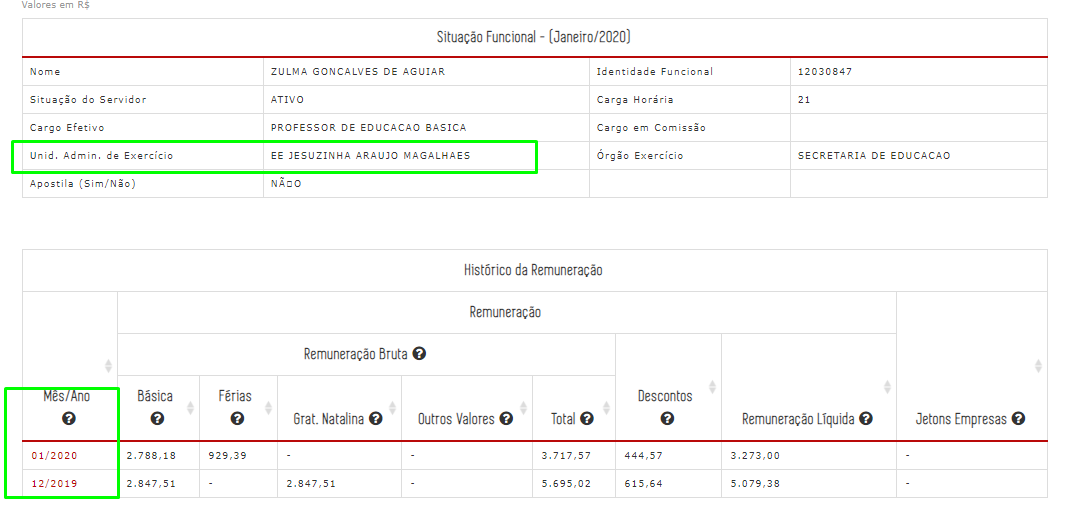 Valores em R$
Situação Funcional - (Janeiro/2020)
Nome ZULMA GONCALVES DE AGUIAR Identidade Funcional 12030847
Situação do Servidor ATIVO Carga Horária 21
Cargo Efetivo PROFESSOR DE EDUCACAO BASICA Cargo em Comissão
Unid. Admin. de Exercício EE JESUZINHA ARAUJO MAGALHAES Órgão Exercício SECRETARIA DE EDUCACAO
Apostila (Sim/Não) NÃ□O
Histórico da Remuneração
Remuneração
Remuneração Bruta ?
Mês/Ano ? Básica ? Férias ? Grat. Natalina ? Outros Valores ? Total ? Descontos ? Remuneração Líquida ? Jetons Empresas ?
01/2020 2.788,18 929,39 - - 3.717,57 444,57 3.273,00 -
12/2019 2.847,51 - 2.847,51 - 5.695,02 615,64 5.079,38 -